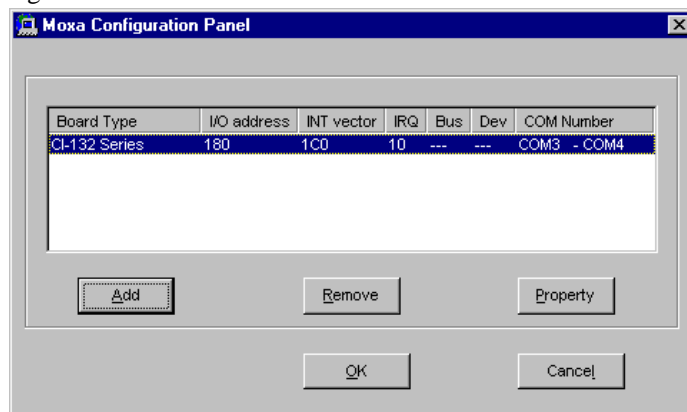 Moxa Configuration Panel
Board Type I/O address INT vector IRQ Bus Dev COM Number
CI-132 Series 180 1C0 10 --- --- COM3 - COM4
Add Remove Property
OK Cancel